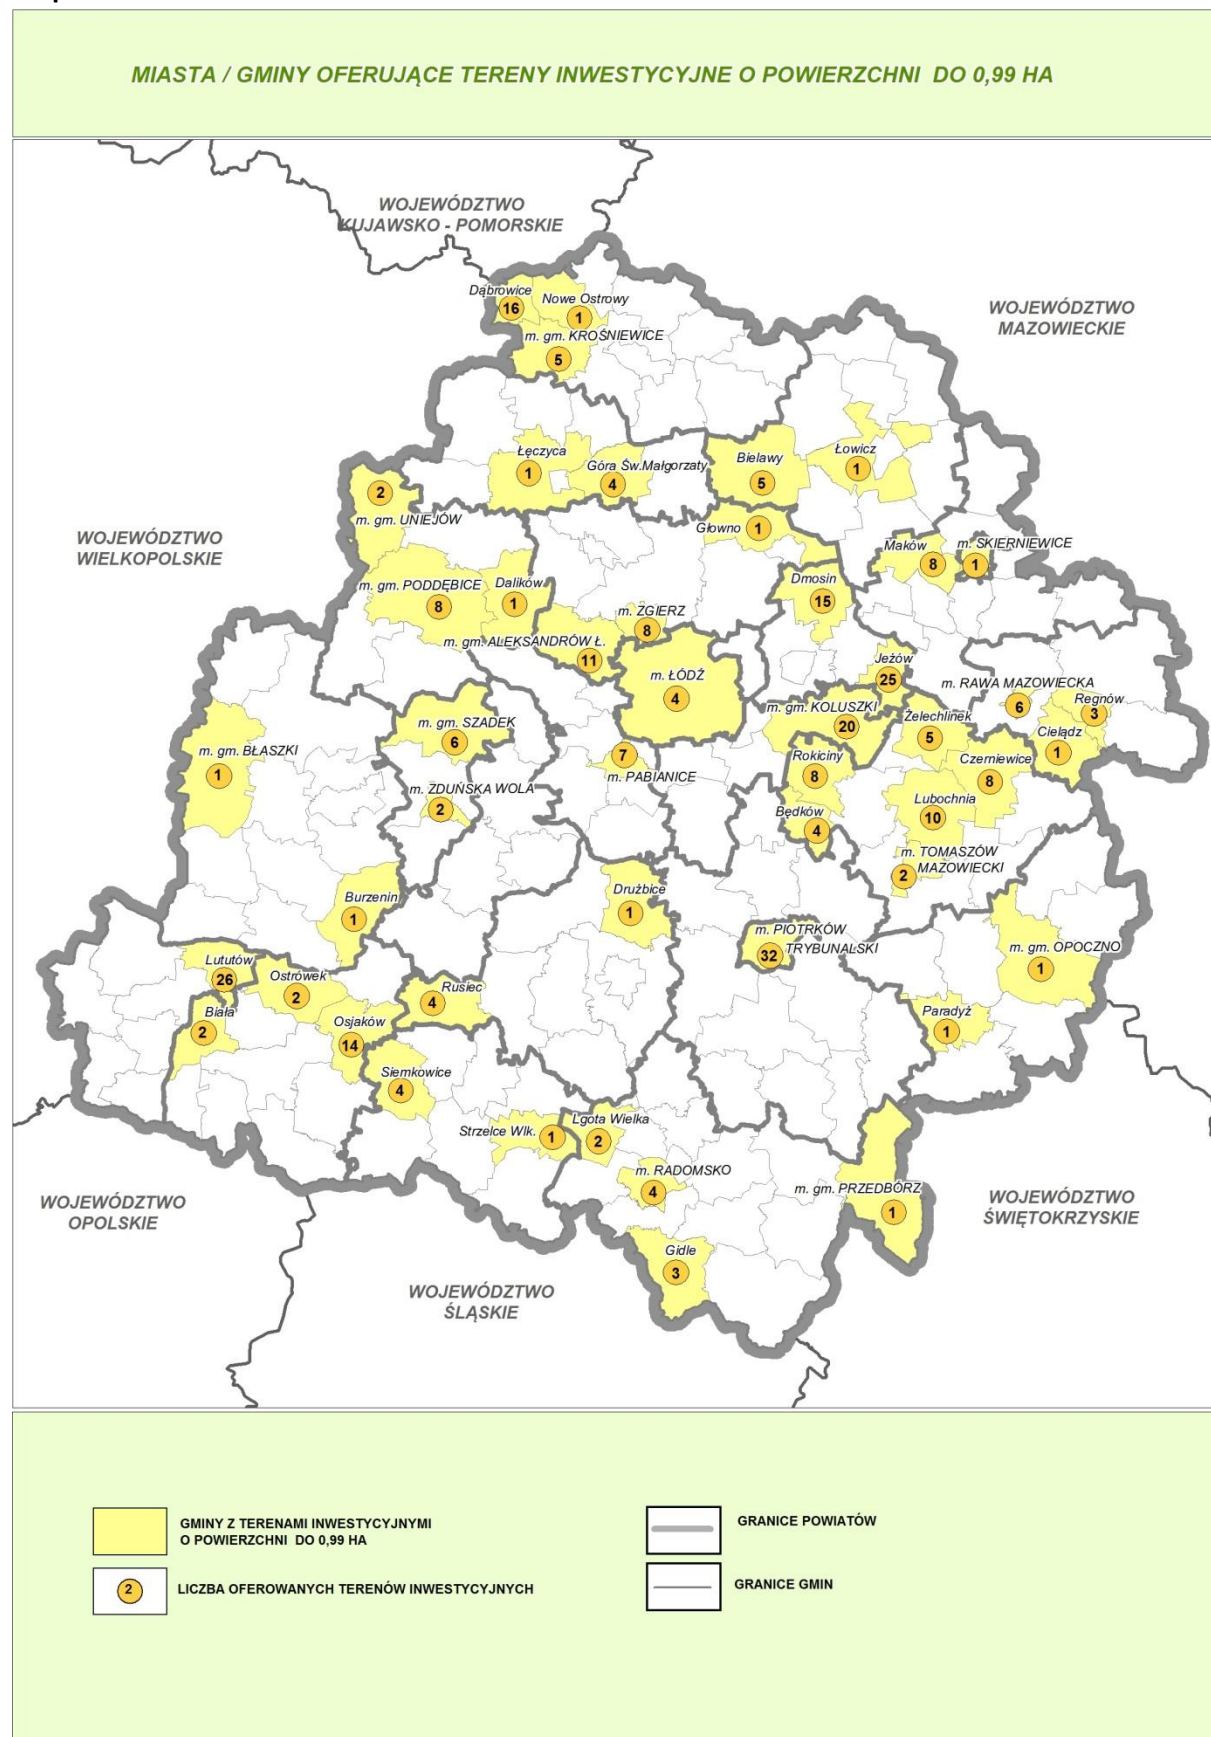 MIASTA / GMINY OFERUJĄCE TERENY INWESTYCYJNE O POWIERZCHNI DO 0,99 HA
WOJEWÓDZTWO
KUJAWSKO - POMORSKIE
WOJEWÓDZTWO
MAZOWIECKIE
Dąbrowice
16
Nowe Ostrowy
1
m. gm. KROŚNIEWICE
5
Łęczyca
1
Góra Św.Małgorzaty
4
Bielawy
5
Łowicz
1
2
m. gm. UNIEJÓW
WOJEWÓDZTWO
WIELKOPOLSKIE
Głowno
1
Maków
8
m. SKIERNIEWICE
1
m. gm. PODDĘBICE
8
Dalików
1
Dmosin
15
m. ZGIERZ
8
m. gm. ALEKSANDRÓW Ł.
11
m. ŁÓDŹ
4
Jeżów
25
m. RAWA MAZOWIECKA
6
Regnów
3
m. gm. KOLUSZKI
20
Żelechlinek
5
Cielądz
1
m. gm. SZADEK
6
m. gm. BŁASZKI
1
7
m. PABIANICE
Rokiciny
8
Czerniewice
8
m. ZDUŃSKA WOLA
2
Lubochnia
10
Będków
4
m. TOMASZÓW
MAZOWIECKI
2
Burzenin
1
Drużbice
1
m. PIOTRKÓW
TRYBUNALSKI
32
m. gm. OPOCZNO
1
Lututów
26
Ostrówek
2
Rusiec
4
Biała
2
Osjaków
14
Paradyż
1
Siemkowice
4
Strzelce Wlk.
1
Lgota Wielka
2
m. RADOMSKO
4
m. gm. PRZEDBÓRZ
1
WOJEWÓDZTWO
OPOLSKIE
WOJEWÓDZTWO
ŚWIĘTOKRZYSKIE
Gidle
3
WOJEWÓDZTWO
ŚLĄSKIE
GMINY Z TERENAMI INWESTYCYJNYMI
O POWIERZCHNI DO 0,99 HA
GRANICE POWIATÓW
2
LICZBA OFEROWANYCH TERENÓW INWESTYCYJNYCH
GRANICE GMIN